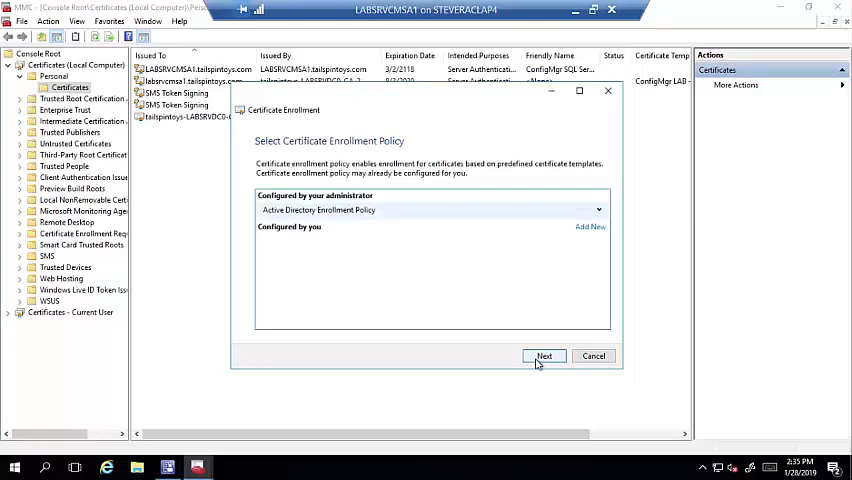 MMC - [Console Root\Certificates (Local Computer)\Pers
LABSRVCMSA1 on STEVERACLAP4
File Action View Favorites Window Help
Console Root
Certificates (Local Computer)
Personal
Certificates
Trusted Root Certification
Enterprise Trust
Intermediate Certification
Trusted Publishers
Untrusted Certificates
Third-Party Root Certificat
Trusted People
Client Authentication Issue
Preview Build Roots
Local NonRemovable Cert
Microsoft Monitoring Age
Remote Desktop
Certificate Enrollment Req
Smart Card Trusted Roots
SMS
Trusted Devices
Web Hosting
Windows Live ID Token Iss
WSUS
Certificates - Current User
Issued To Issued By Expiration Date Intended Purposes Friendly Name Status Certificate Temp
LABSRVCMSA1.tailspintoys.com LABSRVCMSA1.tailspintoys.com 3/2/2118 Server Authenticati... ConfigMgr SQL Ser...
ConfigMgr LAB -
SMS Token Signing
SMS Token Signing
tailspintoys-LABSRVDC0-C
Certificate Enrollment
Select Certificate Enrollment Policy
Certificate enrollment policy enables enrollment for certificates based on predefined certificate templates.
Certificate enrollment policy may already be configured for you.
Configured by your administrator
Active Directory Enrollment Policy
Configured by you Add New
Next Cancel
Actions
Certificates
More Actions
2:35 PM
1/28/2019
2